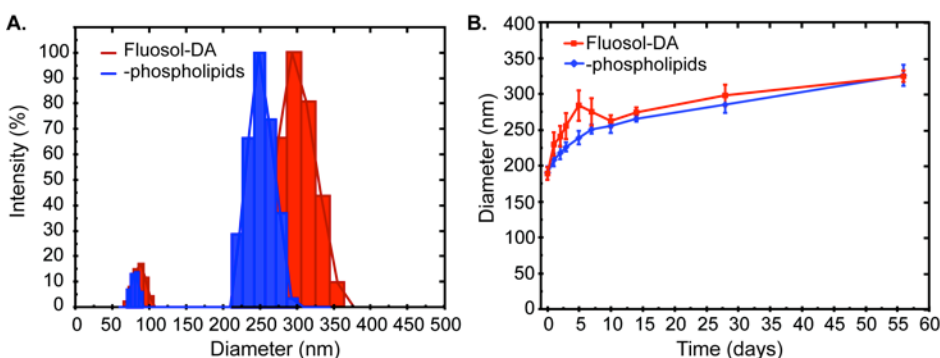 A.
Fluosol-DA
-phospholipids
100
90
80
70
60
50
40
30
20
10
0
Intensity (%)
0 50 100 150 200 250 300 350 400 450 500
Diameter (nm)
B.
Fluosol-DA
-phospholipids
400
350
300
250
200
150
100
50
0
Diameter (nm)
0 5 10 15 20 25 30 35 40 45 50 55 60
Time (days)